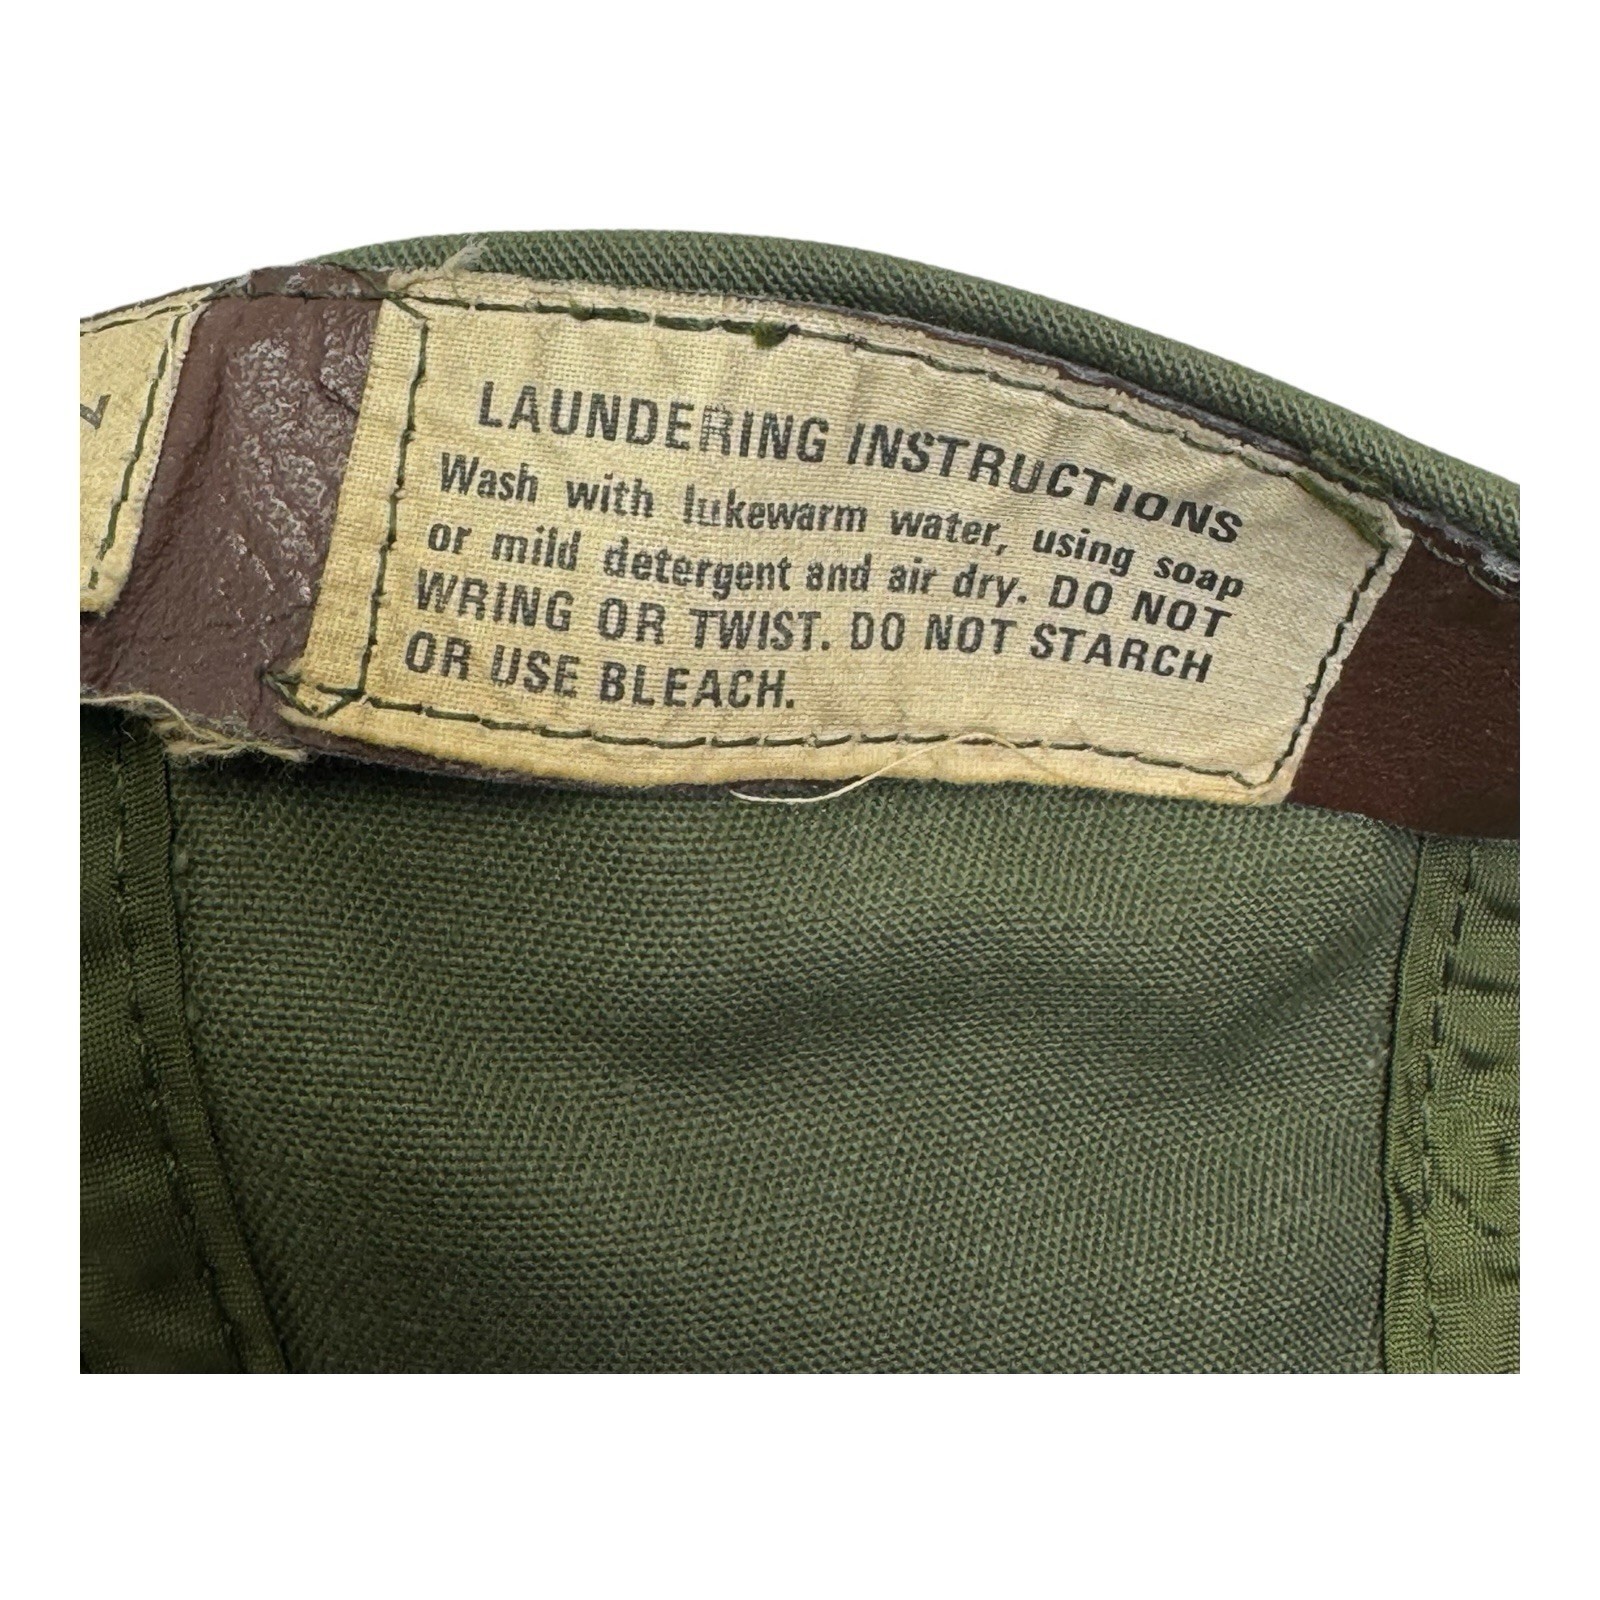 LAUNDERING INSTRUCTIONS
Wash with lukewarm water, using soap
or mild detergent and air dry. DO NOT
WRING OR TWIST. DO NOT STARCH
OR USE BLEACH.